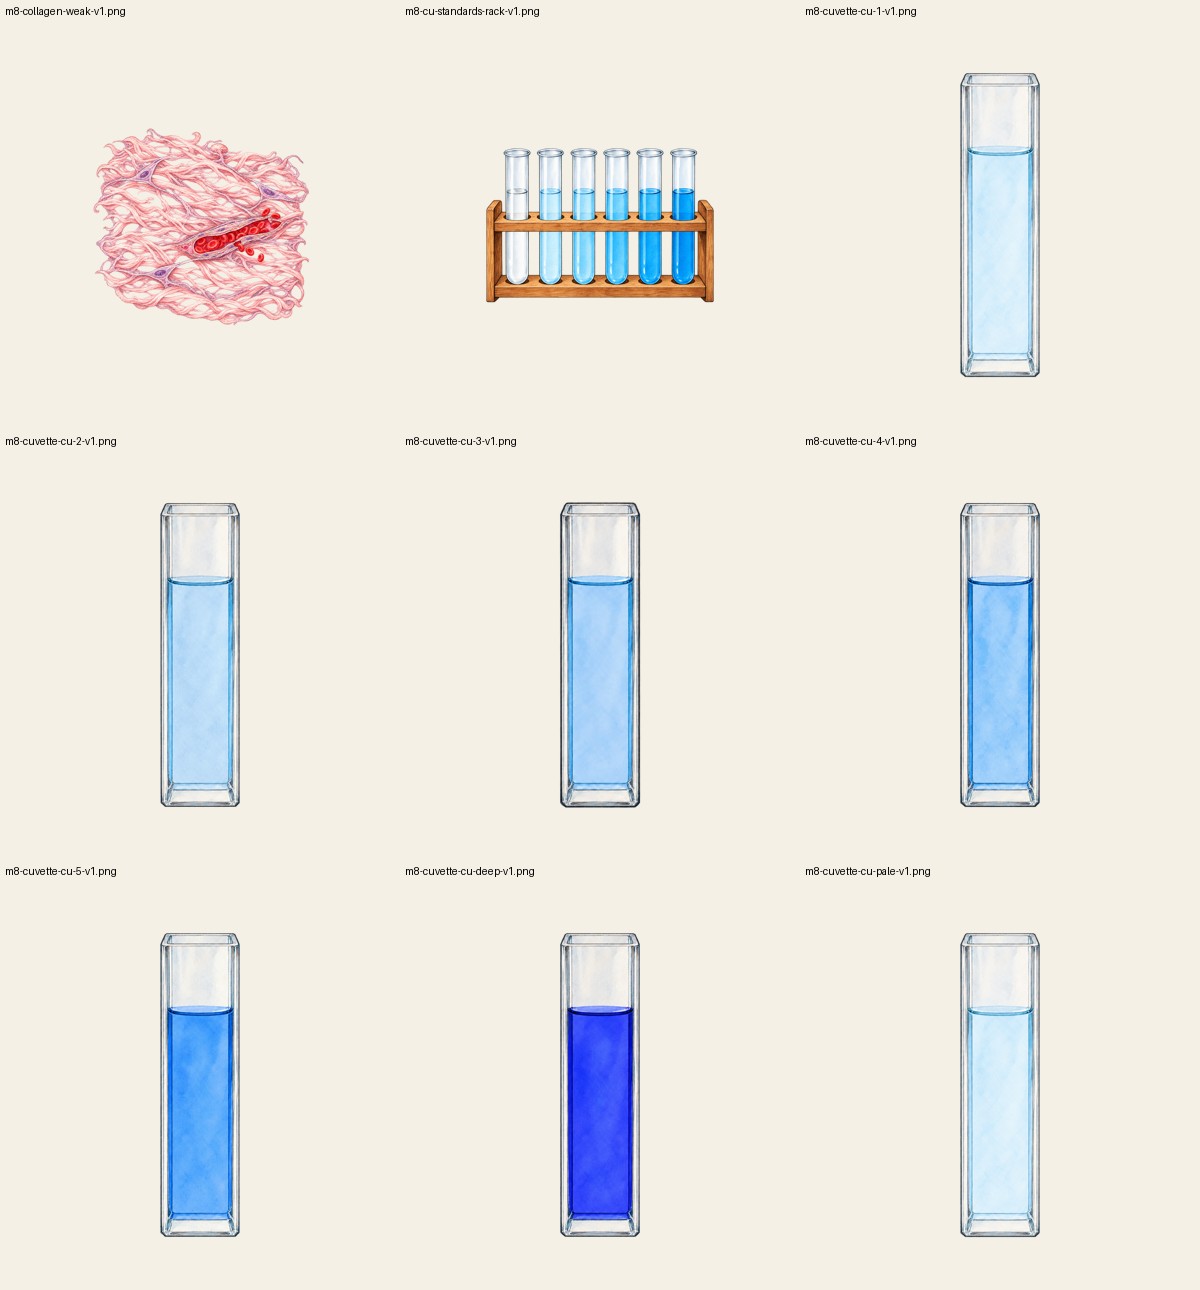 m8-collagen-weak-v1.png
m8-cu-standards-rack-v1.png
m8-cuvette-cu-1-v1.png
m8-cuvette-cu-2-v1.png
m8-cuvette-cu-3-v1.png
m8-cuvette-cu-4-v1.png
m8-cuvette-cu-5-v1.png
m8-cuvette-cu-deep-v1.png
m8-cuvette-cu-pale-v1.png